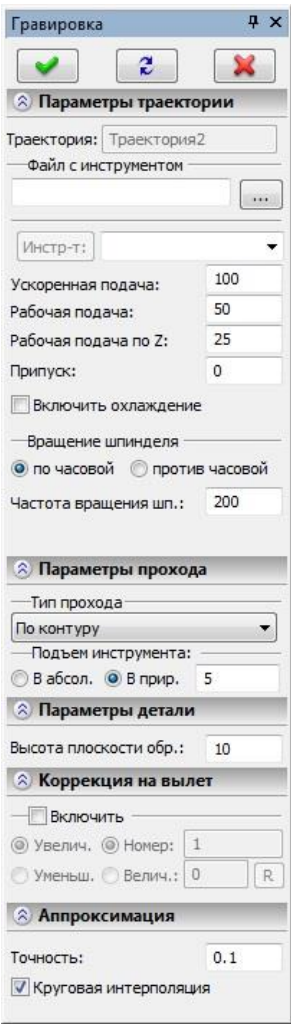 Гравировка
Параметры траектории
Траектория: Траектория2
Файл с инструментом
...
Инстр-т:
Ускоренная подача: 100
Рабочая подача: 50
Рабочая подача по Z: 25
Припуск: 0
Включить охлаждение
Вращение шпинделя
по часовой против часовой
Частота вращения шп.: 200
Параметры прохода
Тип прохода
По контуру
Подъем инструмента:
В абсол. В прир. 5
Параметры детали
Высота плоскости обр.: 10
Коррекция на вылет
Включить
Увелич. Номер: 1
Уменьш. Велич.: 0 R
Аппроксимация
Точность: 0.1
Круговая интерполяция